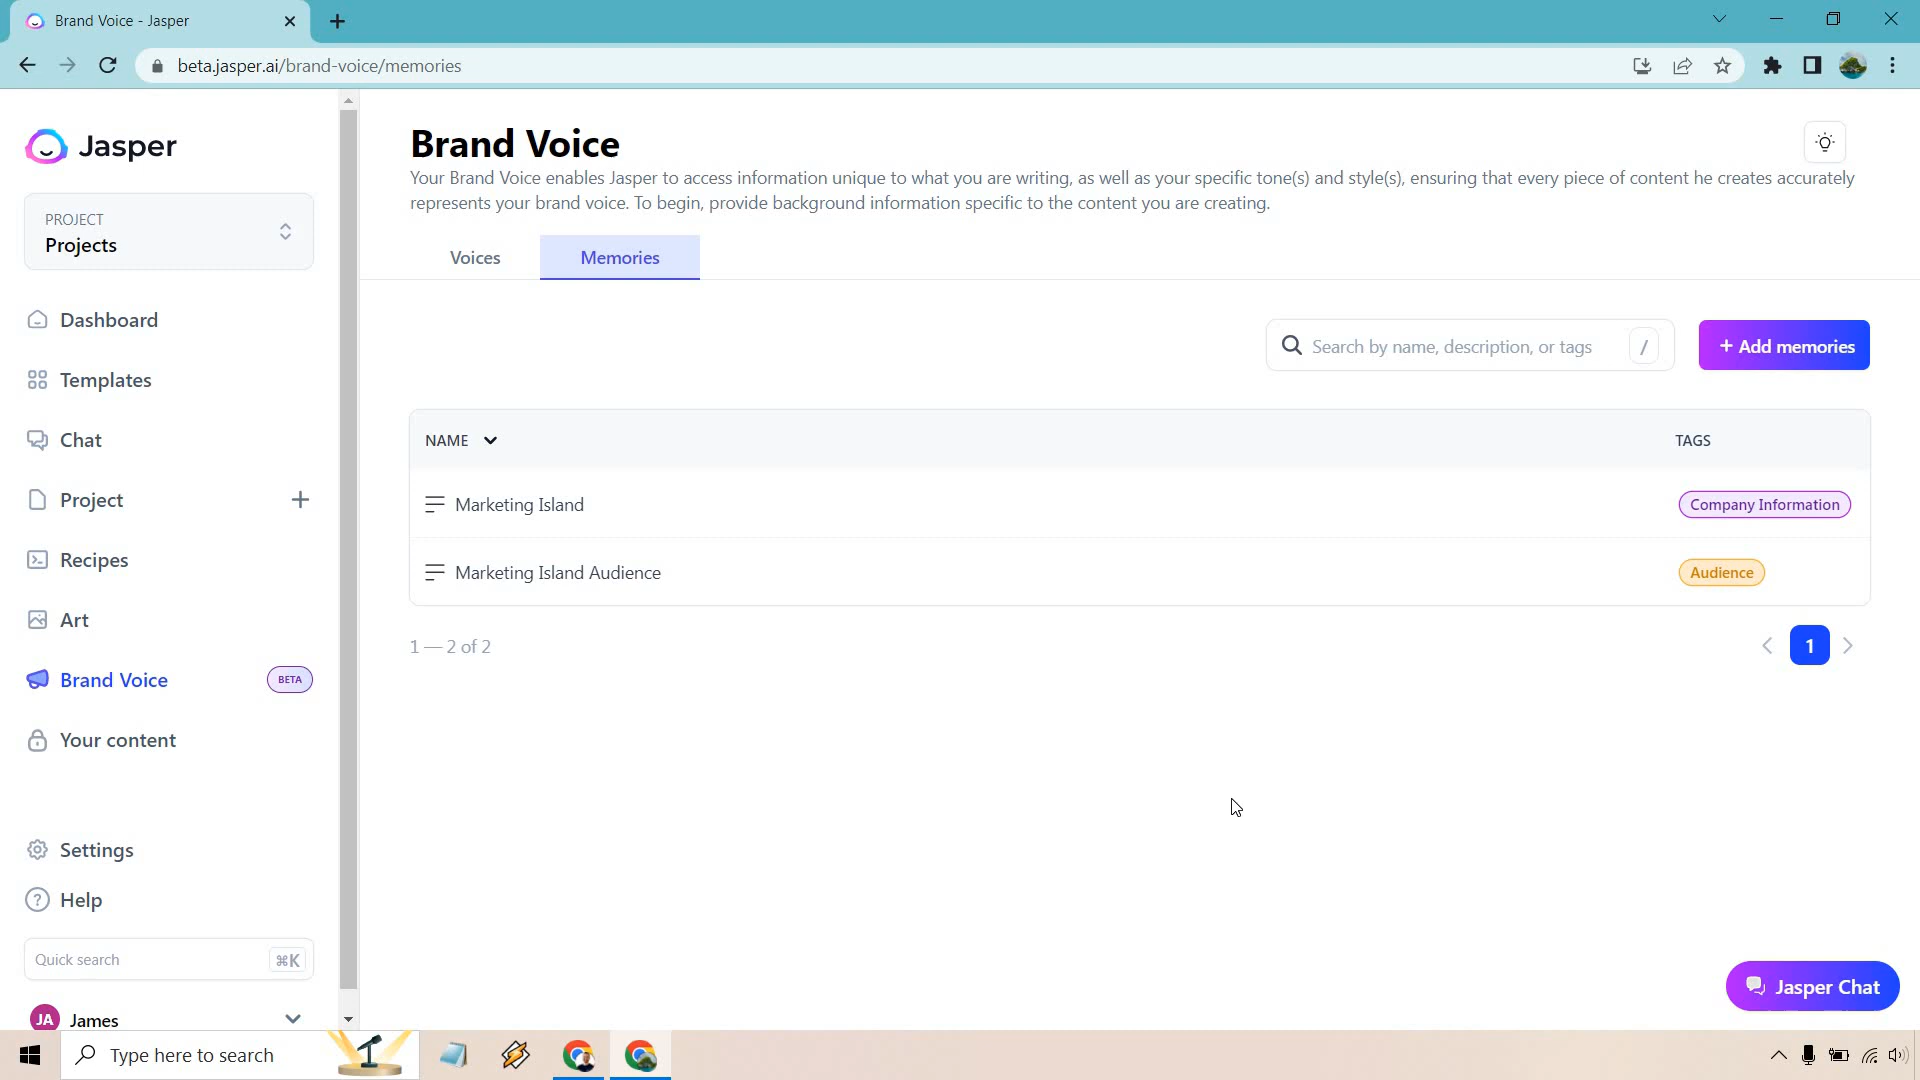 Brand Voice - Jasper
beta.jasper.ai/brand-voice/memories
Jasper
PROJECT
Projects
Dashboard
Templates
Chat
Project
Recipes
Art
Brand Voice
BETA
Your content
Settings
Help
Quick search
⌘K
JA
James
Brand Voice
Your Brand Voice enables Jasper to access information unique to what you are writing, as well as your specific tone(s) and style(s), ensuring that every piece of content he creates accurately
represents your brand voice. To begin, provide background information specific to the content you are creating.
Voices
Memories
Search by name, description, or tags
/
+ Add memories
NAME
TAGS
Marketing Island
Company Information
Marketing Island Audience
Audience
1 — 2 of 2
1
Jasper Chat
Type here to search